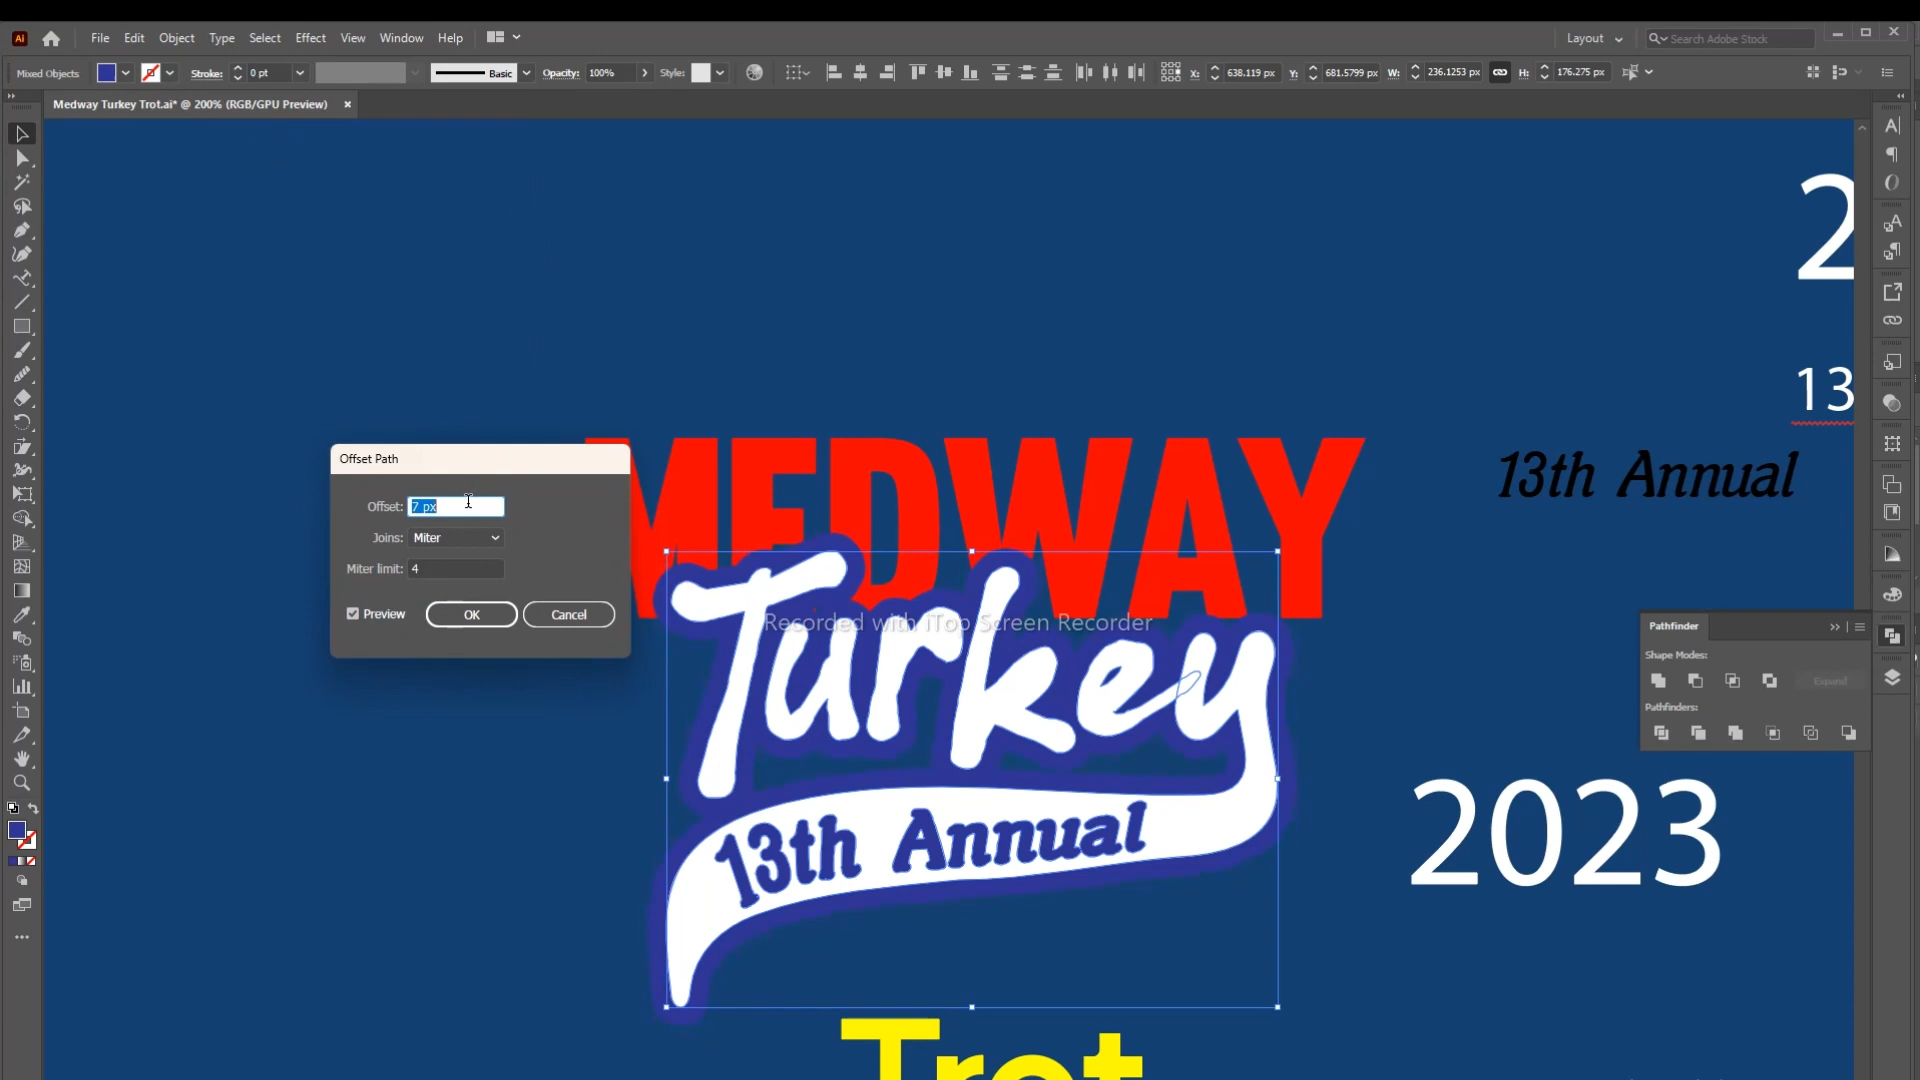 Ai File Edit Object Type Select Effect View Window Help Layout Search Adobe Stock
Mixed Objects Stroke: 0 pt Basic Opacity: 100% Style: X: 638.119 px Y: 681.5799 px W: 236.1253 px H: 176.275 px
Medway Turkey Trot.ai* @ 200% (RGB/GPU Preview) ×
2
13
MEDWAY
13th Annual
Offset Path
Offset: 7 px
Joins: Miter
Miter limit: 4
Preview OK Cancel
Turkey
Recorded with iTop Screen Recorder
Pathfinder
Shape Modes:
Expand
Pathfinders:
13th Annual
2023
Trot